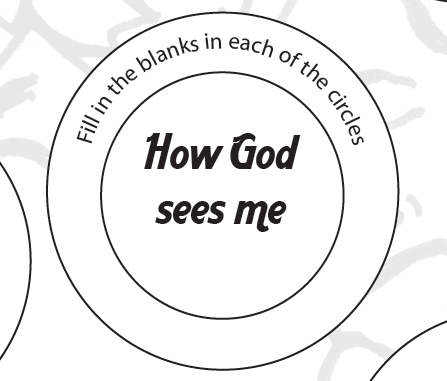 Fill in the blanks in each of the circles
How God
sees me